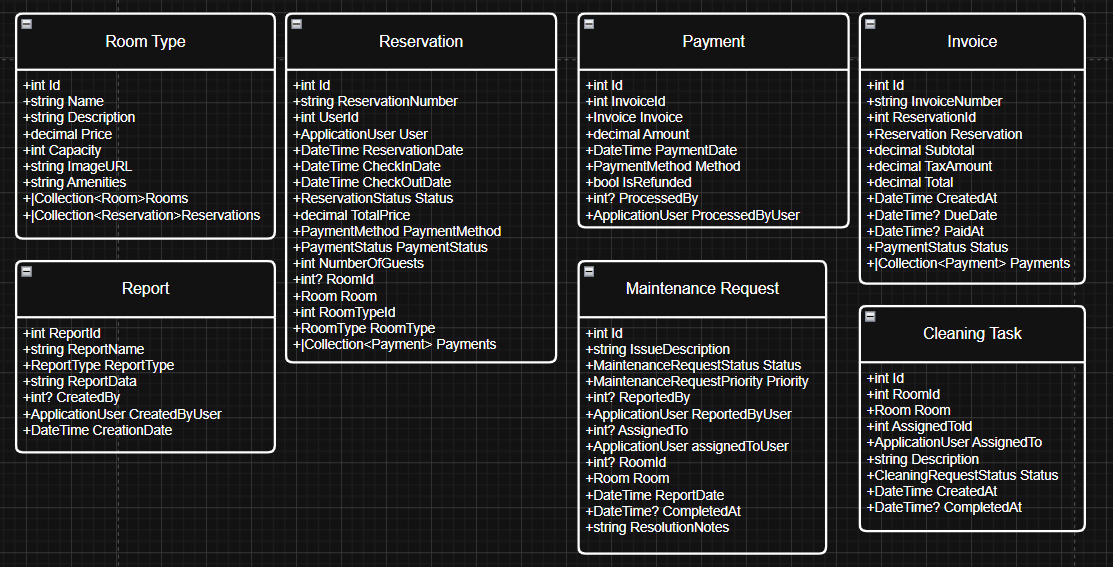 Room Type
+int Id
+string Name
+string Description
+decimal Price
+int Capacity
+string ImageURL
+string Amenities
+|Collection<Room>Rooms
+|Collection<Reservation>Reservations
Reservation
+int Id
+string ReservationNumber
+int UserId
+ApplicationUser User
+DateTime ReservationDate
+DateTime CheckInDate
+DateTime CheckOutDate
+ReservationStatus Status
+decimal TotalPrice
+PaymentMethod PaymentMethod
+PaymentStatus PaymentStatus
+int NumberOfGuests
+int? RoomId
+Room Room
+int RoomTypeId
+RoomType RoomType
+|Collection<Payment> Payments
Payment
+int Id
+int InvoiceId
+Invoice Invoice
+decimal Amount
+DateTime PaymentDate
+PaymentMethod Method
+bool IsRefunded
+int? ProcessedBy
+ApplicationUser ProcessedByUser
Invoice
+int Id
+string InvoiceNumber
+int ReservationId
+Reservation Reservation
+decimal Subtotal
+decimal TaxAmount
+decimal Total
+DateTime CreatedAt
+DateTime? DueDate
+DateTime? PaidAt
+PaymentStatus Status
+|Collection<Payment> Payments
Report
+int ReportId
+string ReportName
+ReportType ReportType
+string ReportData
+int? CreatedBy
+ApplicationUser CreatedByUser
+DateTime CreationDate
Maintenance Request
+int Id
+string IssueDescription
+MaintenanceRequestStatus Status
+MaintenanceRequestPriority Priority
+int? ReportedBy
+ApplicationUser ReportedByUser
+int? AssignedTo
+ApplicationUser assignedToUser
+int? RoomId
+Room Room
+DateTime ReportDate
+DateTime? CompletedAt
+string ResolutionNotes
Cleaning Task
+int Id
+int RoomId
+Room Room
+int AssignedToId
+ApplicationUser AssignedTo
+string Description
+CleaningRequestStatus Status
+DateTime CreatedAt
+DateTime? CompletedAt